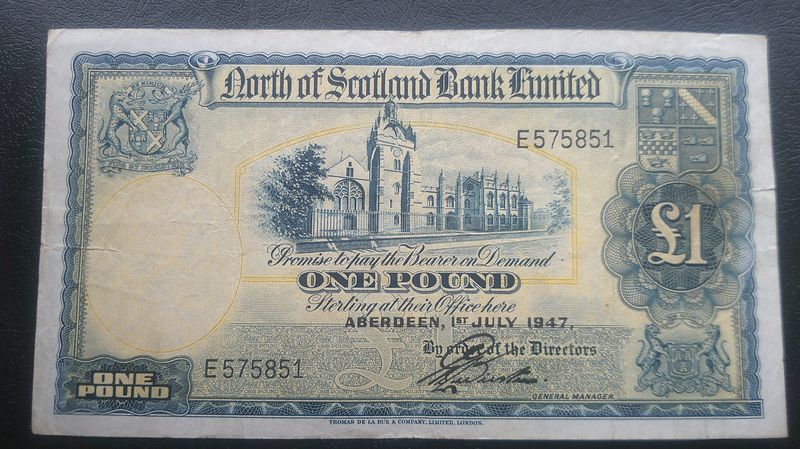 North of Scotland Bank Limited
E 575851
£1
Promise to pay the Bearer on Demand
ONE POUND
Sterling at their Office here
ABERDEEN, 1ST JULY 1947,
By order of the Directors
E 575851
ONE
POUND
GENERAL MANAGER.
THOMAS DE LA RUE & COMPANY, LIMITED, LONDON.